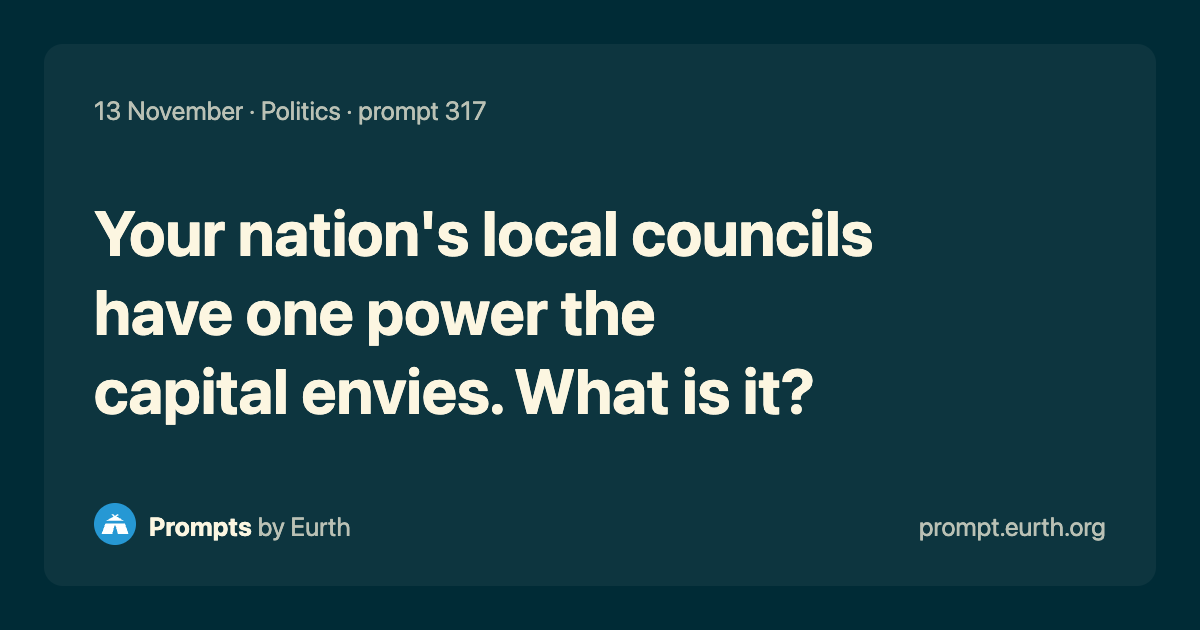 13 November · Politics · prompt 317
Your nation's local councils
have one power the
capital envies. What is it?
Prompts by Eurth
prompt.eurth.org